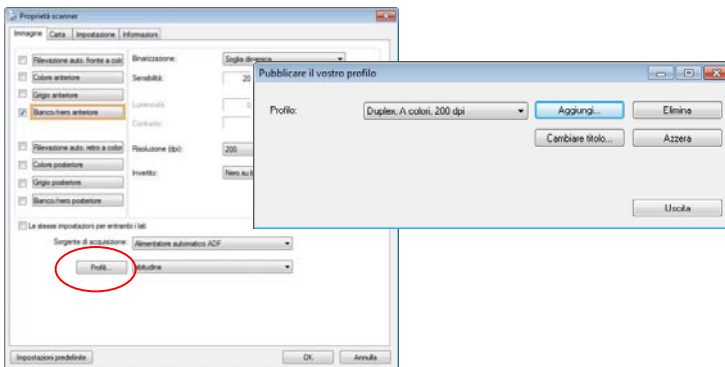 Proprietà scanner
Immagine Carta Impostazione Informazioni
Rilevazione auto. fronte a colo
Binarizzazione:
Soglia dinamica
Colore anteriore
Sensibilità:
20
Grigio anteriore
Luminosità:
0
Bianco/nero anteriore
Contrasto:
Rilevazione auto. retro a color
Risoluzione (dpi):
200
Colore posteriore
Invertito:
Nero su b
Grigio posteriore
Bianco/nero posteriore
Le stesse impostazioni per entrambi i lati
Sorgente di acquisizione:
Alimentatore automatico ADF
Profili...
Abitudine
Impostazioni predefinite
OK
Annulla
Pubblicare il vostro profilo
Profilo:
Duplex, A colori, 200 dpi
Aggiungi...
Elimina
Cambiare titolo...
Azzera
Uscita